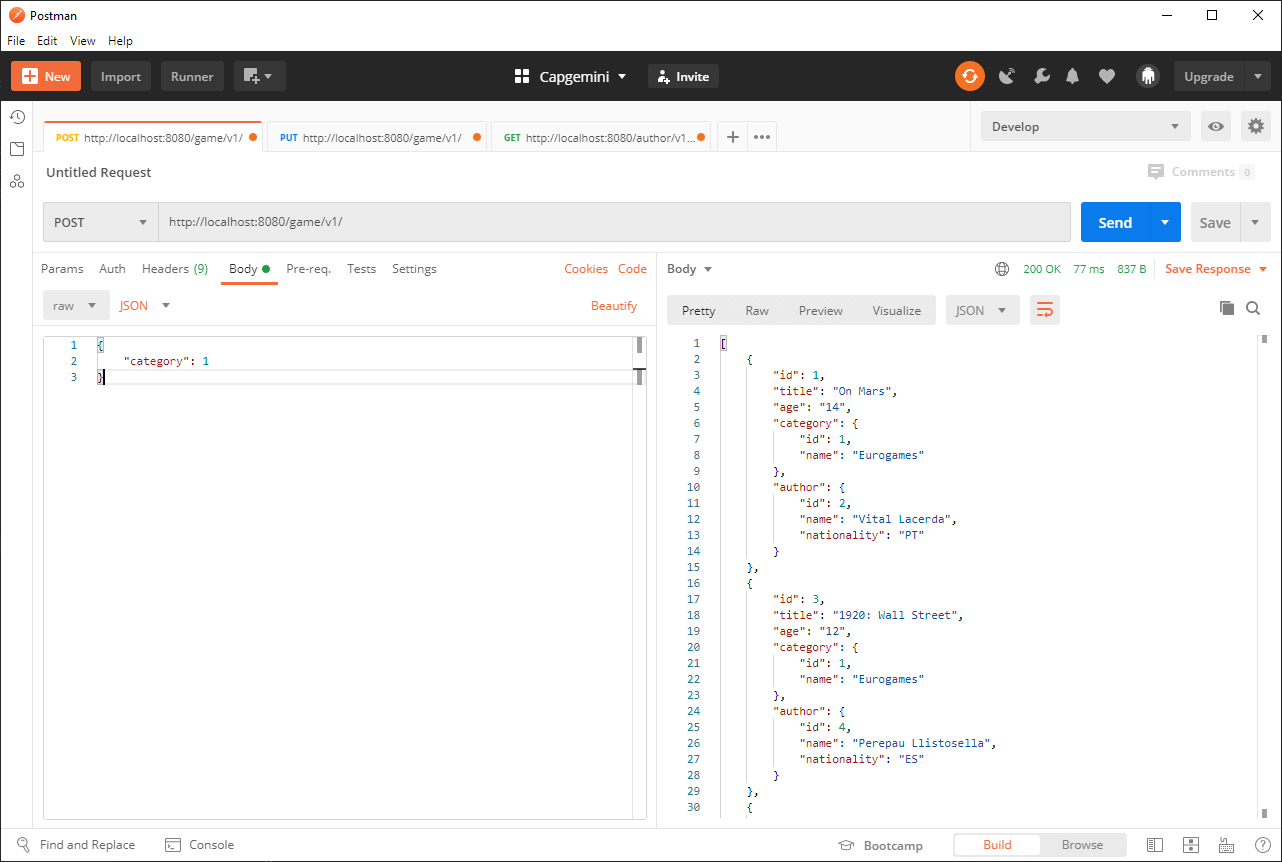 Postman
File Edit View Help
New Import Runner Capgemini Invite Upgrade
POST http://localhost:8080/game/v1/ PUT http://localhost:8080/game/v1/ GET http://localhost:8080/author/v1... + ••• Develop
Untitled Request Comments 0
POST http://localhost:8080/game/v1/ Send Save
Params Auth Headers (9) Body Pre-req. Tests Settings Cookies Code
raw JSON Beautify
1 {
2 "category": 1
3 }
Body 200 OK 77 ms 837 B Save Response
Pretty Raw Preview Visualize JSON
1 [
2 {
3 "id": 1,
4 "title": "On Mars",
5 "age": "14",
6 "category": {
7 "id": 1,
8 "name": "Eurogames"
9 },
10 "author": {
11 "id": 2,
12 "name": "Vital Lacerda",
13 "nationality": "PT"
14 }
15 },
16 {
17 "id": 3,
18 "title": "1920: Wall Street",
19 "age": "12",
20 "category": {
21 "id": 1,
22 "name": "Eurogames"
23 },
24 "author": {
25 "id": 4,
26 "name": "Perepau Llistosella",
27 "nationality": "ES"
28 }
29 },
30 {
Find and Replace Console Bootcamp Build Browse